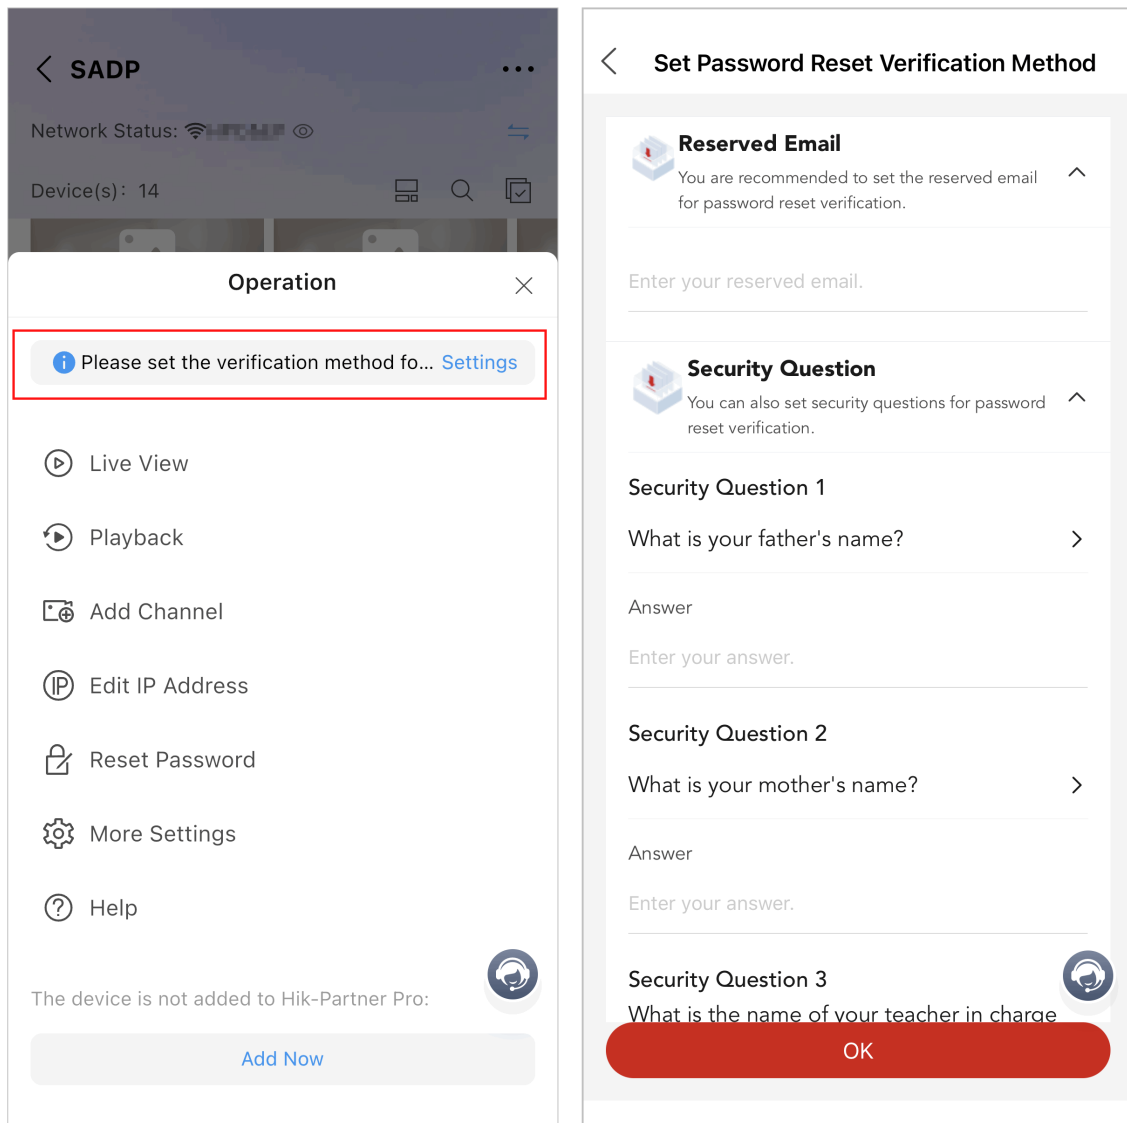 SADP
Network Status:
Device(s): 14
Operation
Please set the verification method fo... Settings
Live View
Playback
Add Channel
IP Edit IP Address
Reset Password
More Settings
Help
The device is not added to Hik-Partner Pro:
Add Now
Set Password Reset Verification Method
Reserved Email
You are recommended to set the reserved email
for password reset verification.
Enter your reserved email.
Security Question
You can also set security questions for password
reset verification.
Security Question 1
What is your father's name?
Answer
Enter your answer.
Security Question 2
What is your mother's name?
Answer
Enter your answer.
Security Question 3
What is the name of your teacher in charge
OK